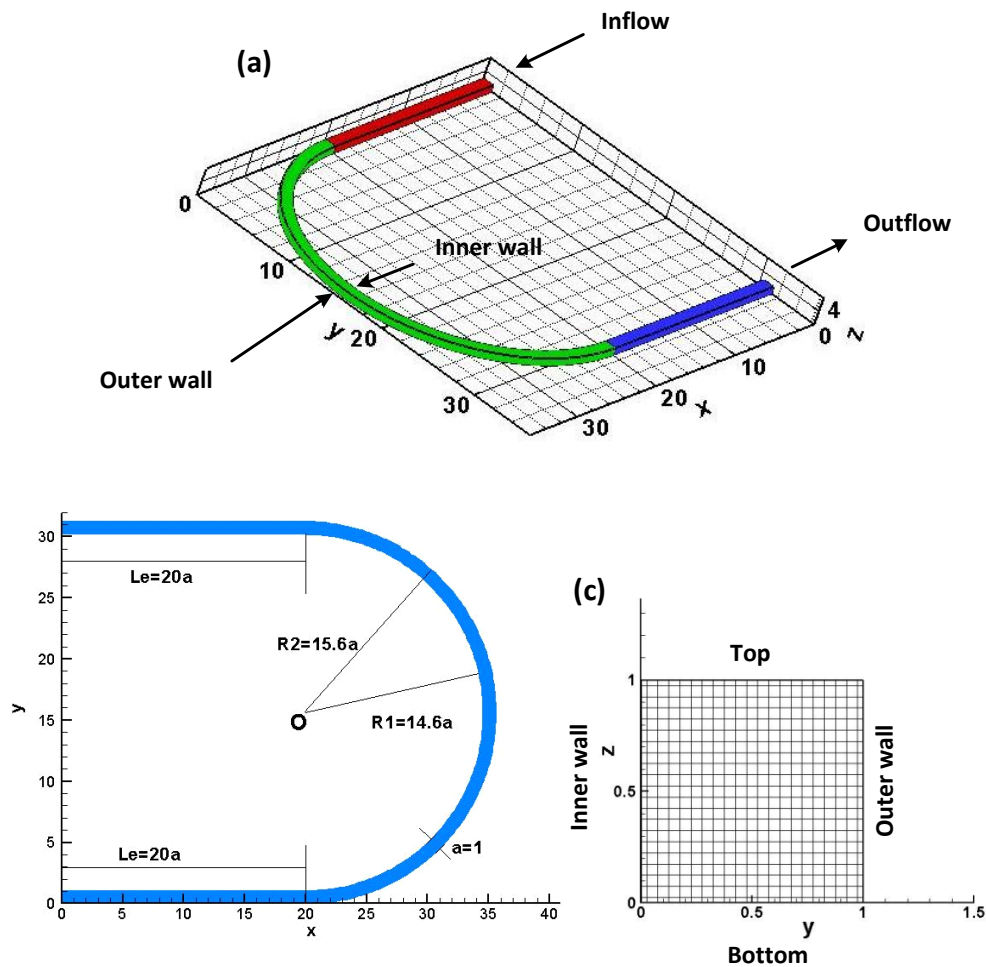 Inflow
(a)
0
Inner wall
Outflow
10
y
20
4
0
z
Outer wall
10
30
20
x
30
30
Le=20a
25
R2=15.6a
(c)
Top
20
y
15
O
R1=14.6a
1
Inner wall
z
0.5
Outer wall
10
5
Le=20a
a=1
0
0
5
10
15
20
25
30
35
40
x
0
0
0.5
1
1.5
y
Bottom